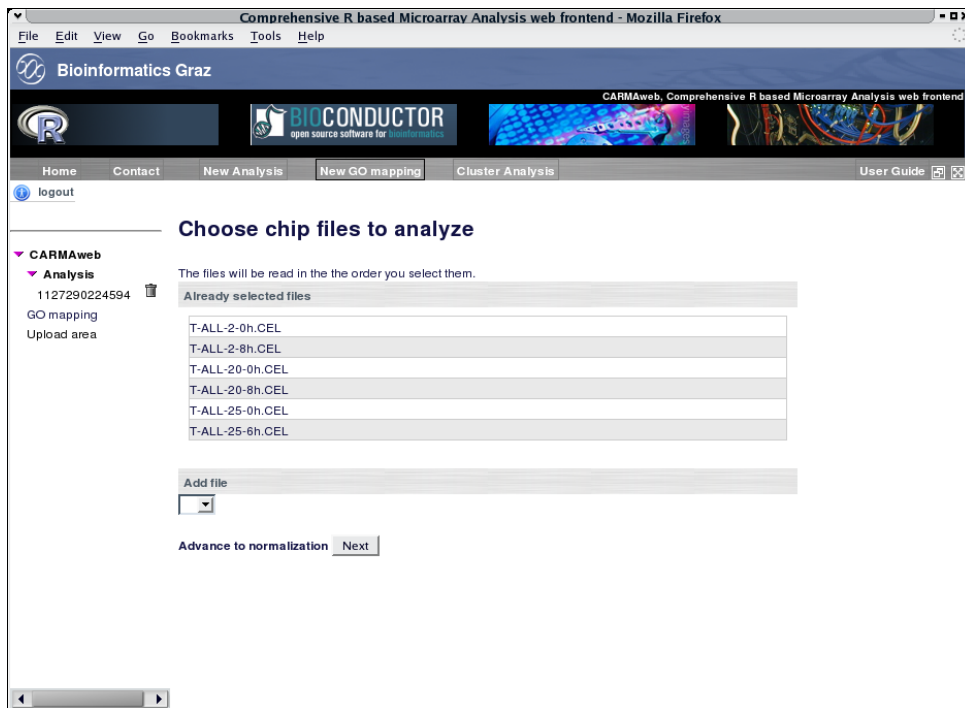 Comprehensive R based Microarray Analysis web frontend - Mozilla Firefox
File Edit View Go Bookmarks Tools Help
Bioinformatics Graz
CARMAweb, Comprehensive R based Microarray Analysis web frontend
R
BIOCONDUCTOR
open source software for bioinformatics
images
Home Contact New Analysis New GO mapping Cluster Analysis User Guide
logout
Choose chip files to analyze
CARMAweb
Analysis
1127290224594
GO mapping
Upload area
The files will be read in the the order you select them.
Already selected files
T-ALL-2-0h.CEL
T-ALL-2-8h.CEL
T-ALL-20-0h.CEL
T-ALL-20-8h.CEL
T-ALL-25-0h.CEL
T-ALL-25-6h.CEL
Add file
Advance to normalization Next